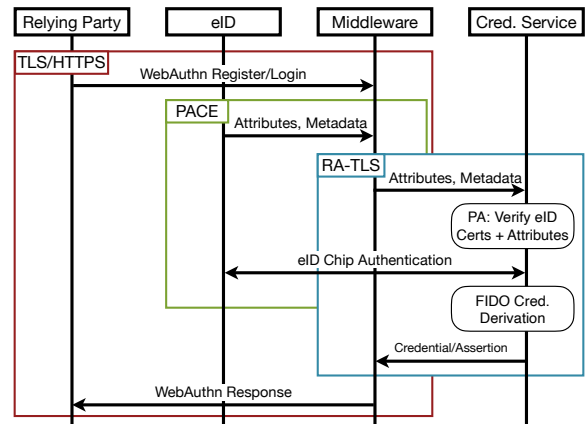 Relying Party
eID
Middleware
Cred. Service
TLS/HTTPS
WebAuthn Register/Login
PACE
Attributes, Metadata
RA-TLS
Attributes, Metadata
PA: Verify eID
Certs + Attributes
eID Chip Authentication
FIDO Cred.
Derivation
Credential/Assertion
WebAuthn Response